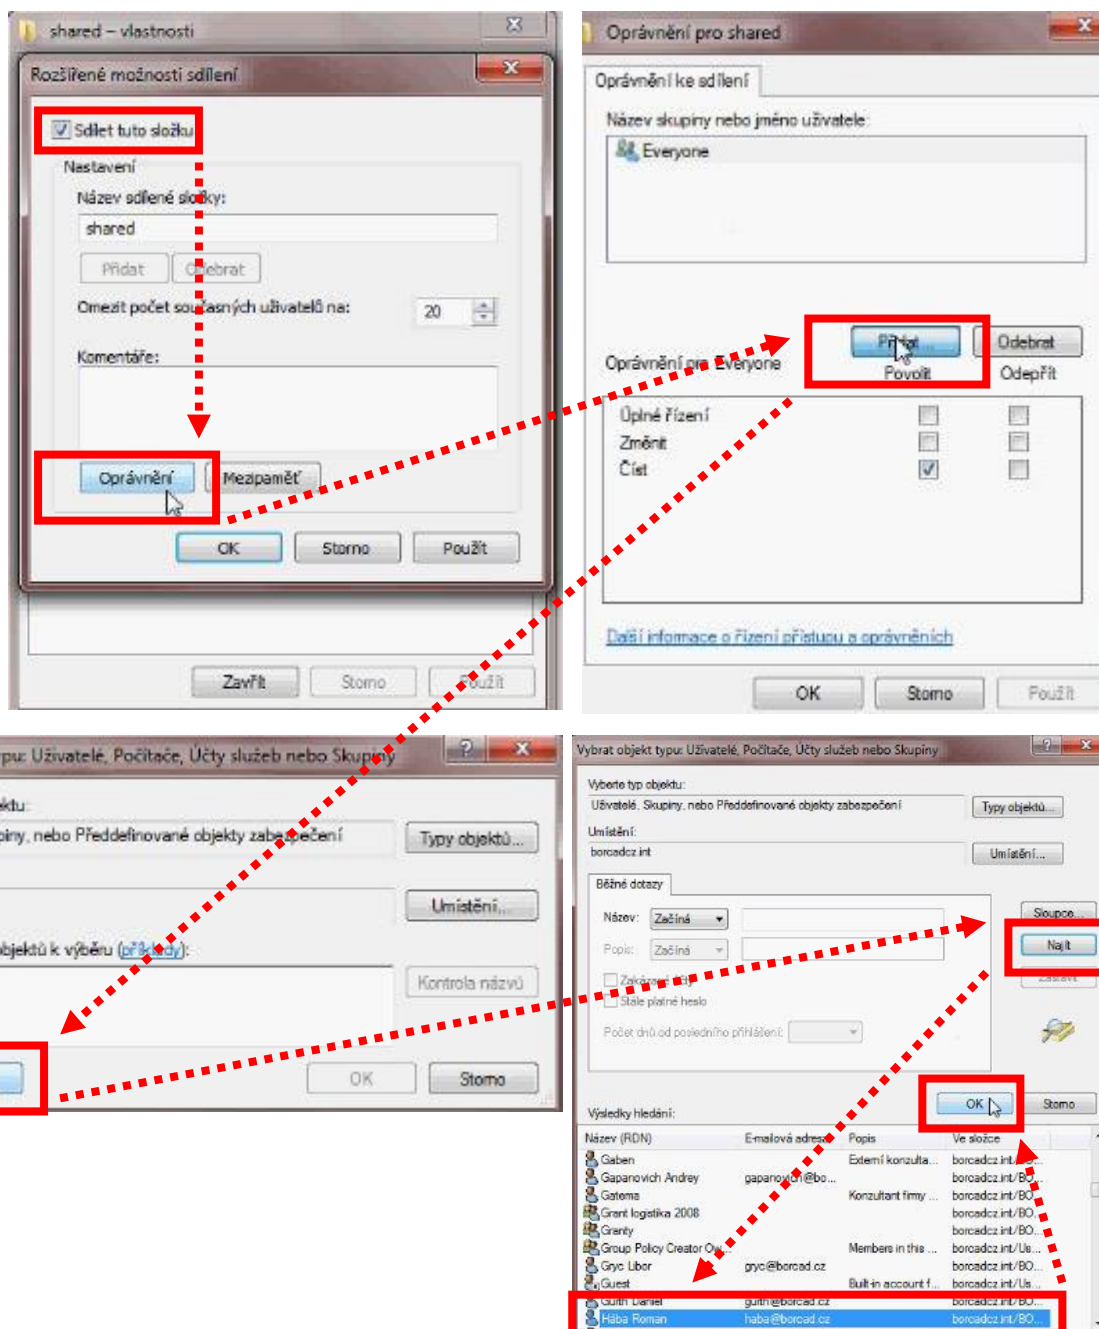 shared – vlastnosti
Rozšířené možnosti sdílení
Sdílet tuto složku
Nastavení
Název sdílené složky:
shared
Přidat
Odebrat
Omezit počet současných uživatelů na:
20
Komentáře:
Oprávnění
Mezipaměť
OK
Storno
Použít
Zavřít
Storno
Použít
Oprávnění pro shared
Oprávnění ke sdílení
Název skupiny nebo jméno uživatele:
Everyone
Přidat...
Odebrat
Oprávnění pro Everyone
Povolit
Odepřít
Úplné řízení
Změnit
Číst
Další informace o řízení přístupu a oprávněních
OK
Storno
Použít
pu: Uživatelé, Počítače, Účty služeb nebo Skupiny
ektu:
piny, nebo Předdefinované objekty zabezpečení
Typy objektů...
Umístění...
objektů k výběru (příklady):
Kontrola názvů
OK
Storno
Vybrat objekt typu: Uživatelé, Počítače, Účty služeb nebo Skupiny
Vyberte typ objektu:
Uživatelé, Skupiny, nebo Předdefinované objekty zabezpečení
Typy objektů...
Umístění:
borcadcz.int
Umístění...
Běžné dotazy
Název: Začíná
Sloupce...
Popis: Začíná
Najít
Zakázané účty
Zastavit
Stále platné heslo
Počet dnů od posledního přihlášení:
OK
Storno
Výsledky hledání:
Název (RDN) E-mailová adresa Popis Ve složce
Gaben Externí konzulta... borcadcz.int/BO...
Gapanovich Andrey gapanovich@bo... borcadcz.int/BO...
Gatema Konzultant firmy ... borcadcz.int/BO...
Grant logistika 2008 borcadcz.int/BO...
Granty borcadcz.int/BO...
Group Policy Creator Ow... Members in this ... borcadcz.int/Us...
Gryc Libor gryc@borcad.cz borcadcz.int/BO...
Guest Built-in account f... borcadcz.int/Us...
Gurth Daniel gurth@borcad.cz borcadcz.int/BO...
Hába Roman haba@borcad.cz borcadcz.int/BO...